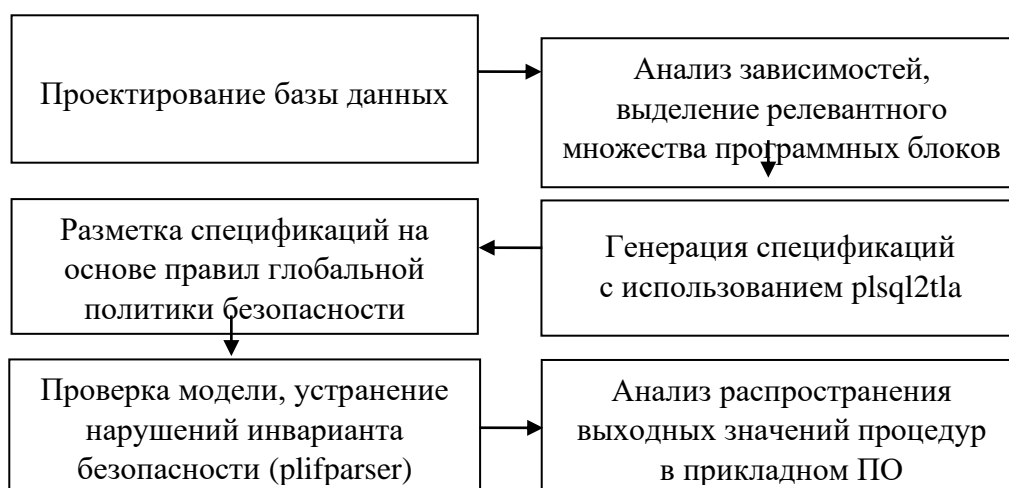 Проектирование базы данных
Анализ зависимостей,
выделение релевантного
множества программных блоков
Генерация спецификаций
с использованием plsql2tla
Разметка спецификаций на
основе правил глобальной
политики безопасности
Проверка модели, устранение
нарушений инварианта
безопасности (plifparser)
Анализ распространения
выходных значений процедур
в прикладном ПО